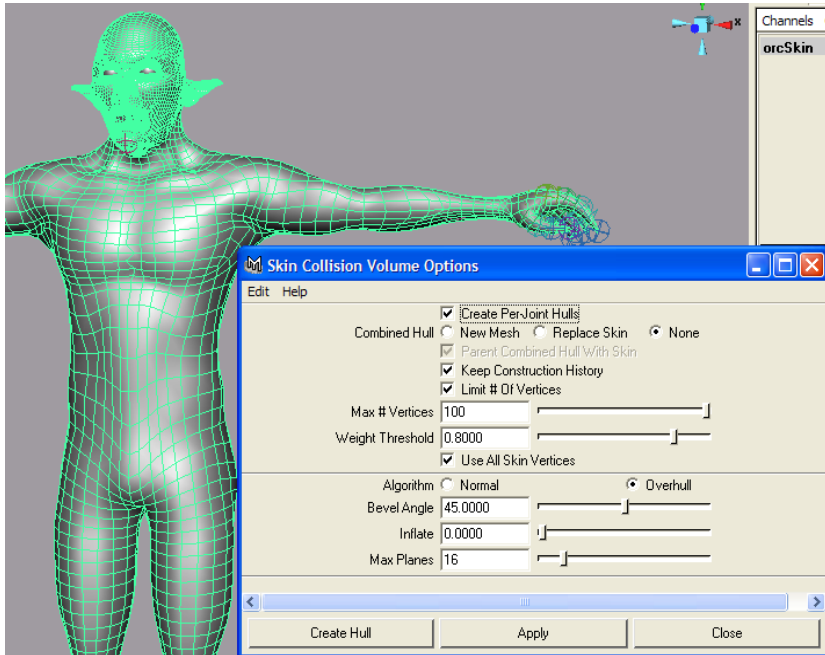 x
Channels
orcSkin
Skin Collision Volume Options
Edit Help
Create Per-Joint Hulls
Combined Hull New Mesh Replace Skin None
Parent Combined Hull With Skin
Keep Construction History
Limit # Of Vertices
Max # Vertices 100
Weight Threshold 0.8000
Use All Skin Vertices
Algorithm Normal Overhull
Bevel Angle 45.0000
Inflate 0.0000
Max Planes 16
Create Hull Apply Close